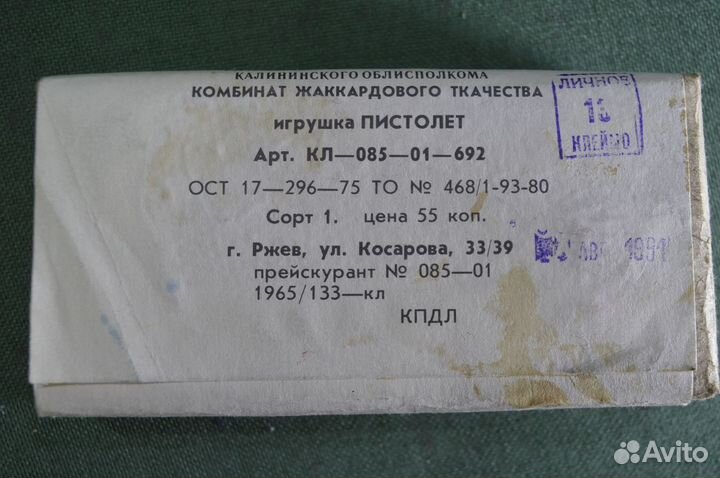 КАЛИНИНСКОГО ОБЛИСПОЛКОМА
КОМБИНАТ ЖАККАРДОВОГО ТКАЧЕСТВА
игрушка ПИСТОЛЕТ
Арт. КЛ—085—01—692
ОСТ 17—296—75 ТО № 468/1-93-80
Сорт 1. цена 55 коп.
г. Ржев, ул. Косарова, 33/39
прейскурант № 085—01
1965/133—кл
КПДЛ
ЛИЧНОЕ
КЛЕЙМО
АВГ 1991
Avito